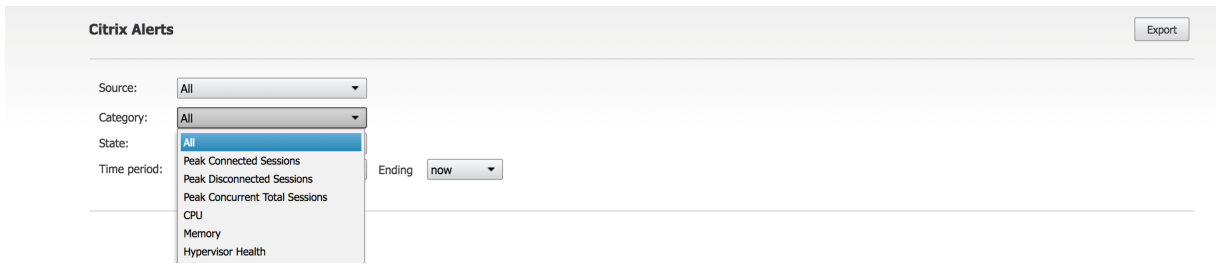 Citrix Alerts
Export
Source: All
Category: All
State:
All
Peak Connected Sessions
Time period:
Ending now
Peak Disconnected Sessions
Peak Concurrent Total Sessions
CPU
Memory
Hypervisor Health